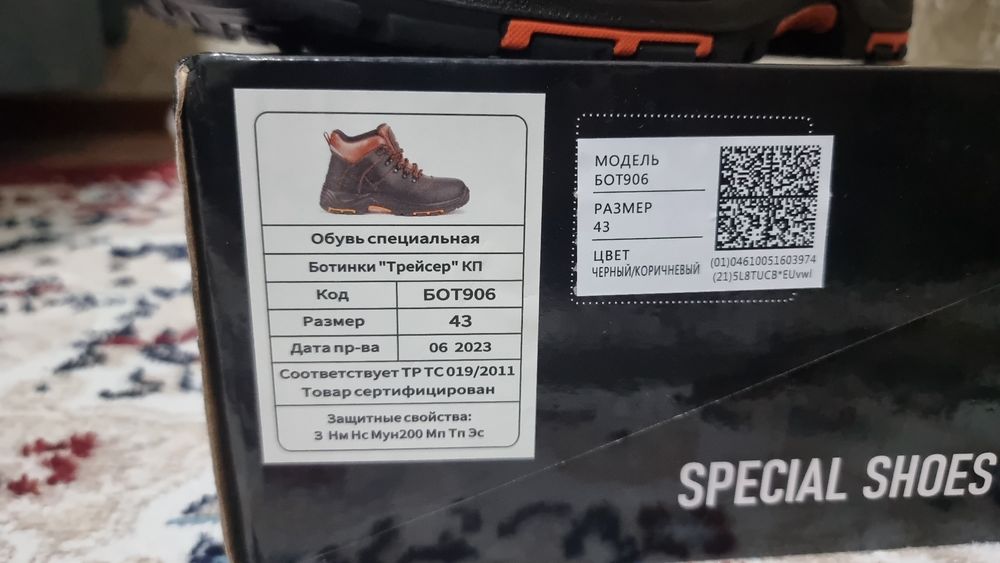 Обувь специальная
Ботинки "Трейсер" КП
Код БОТ906
Размер 43
Дата пр-ва 06 2023
Соответствует ТР ТС 019/2011
Товар сертифицирован
Защитные свойства:
З Нм Нс Мун200 Мп Тп Эс
МОДЕЛЬ
БОТ906
РАЗМЕР
43
ЦВЕТ
ЧЕРНЫЙ/КОРИЧНЕВЫЙ
(01)04610051603974
(21)5L8TUCB*EUvwl
SPECIAL SHOES